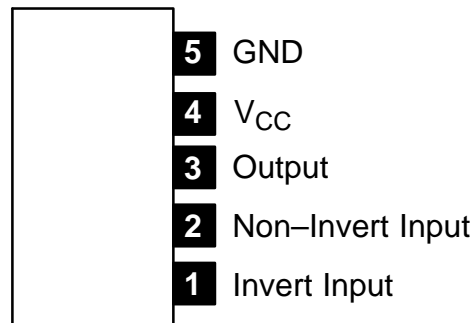 5 GND
4 VCC
3 Output
2 Non–Invert Input
1 Invert Input